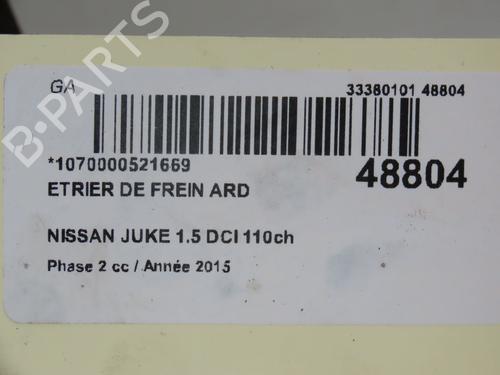 GA
33380101 48804
*1070000521669
48804
ETRIER DE FREIN ARD
NISSAN JUKE 1.5 DCI 110ch
Phase 2 cc / Année 2015
B-PARTS